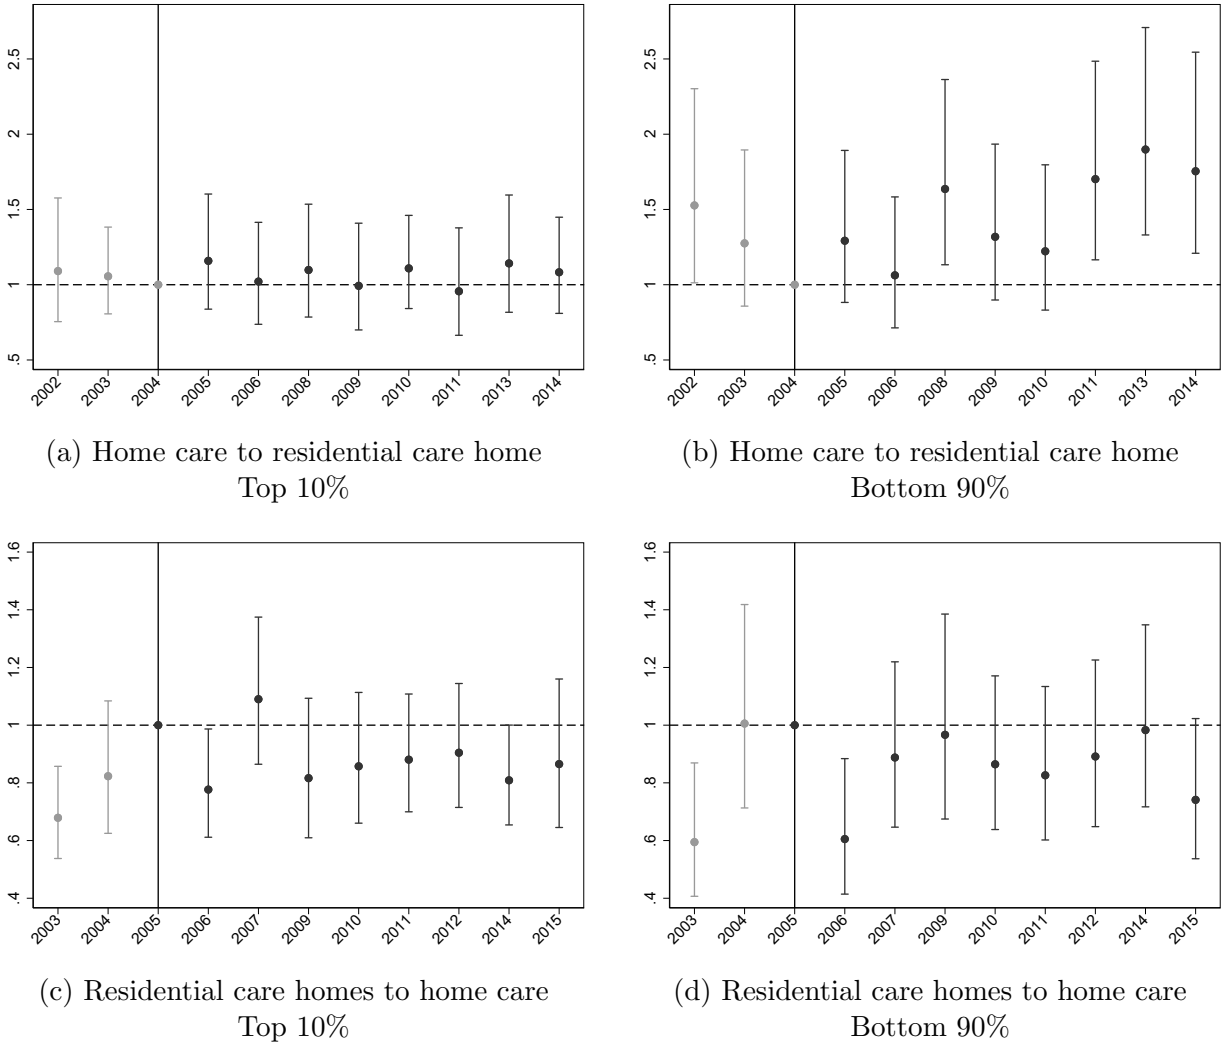 2.5
2
1.5
1
.5
2002 2003 2004 2005 2006 2008 2009 2010 2011 2013 2014
(a) Home care to residential care home
Top 10%
2.5
2
1.5
1
.5
2002 2003 2004 2005 2006 2008 2009 2010 2011 2013 2014
(b) Home care to residential care home
Bottom 90%
1.6
1.4
1.2
1
.8
.6
.4
2003 2004 2005 2006 2007 2009 2010 2011 2012 2014 2015
(c) Residential care homes to home care
Top 10%
1.6
1.4
1.2
1
.8
.6
.4
2003 2004 2005 2006 2007 2009 2010 2011 2012 2014 2015
(d) Residential care homes to home care
Bottom 90%